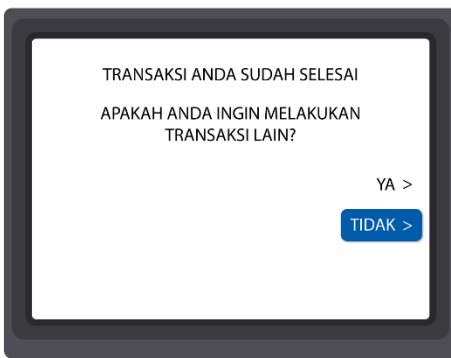 TRANSAKSI ANDA SUDAH SELESAI
APAKAH ANDA INGIN MELAKUKAN
TRANSAKSI LAIN?
YA >
TIDAK >